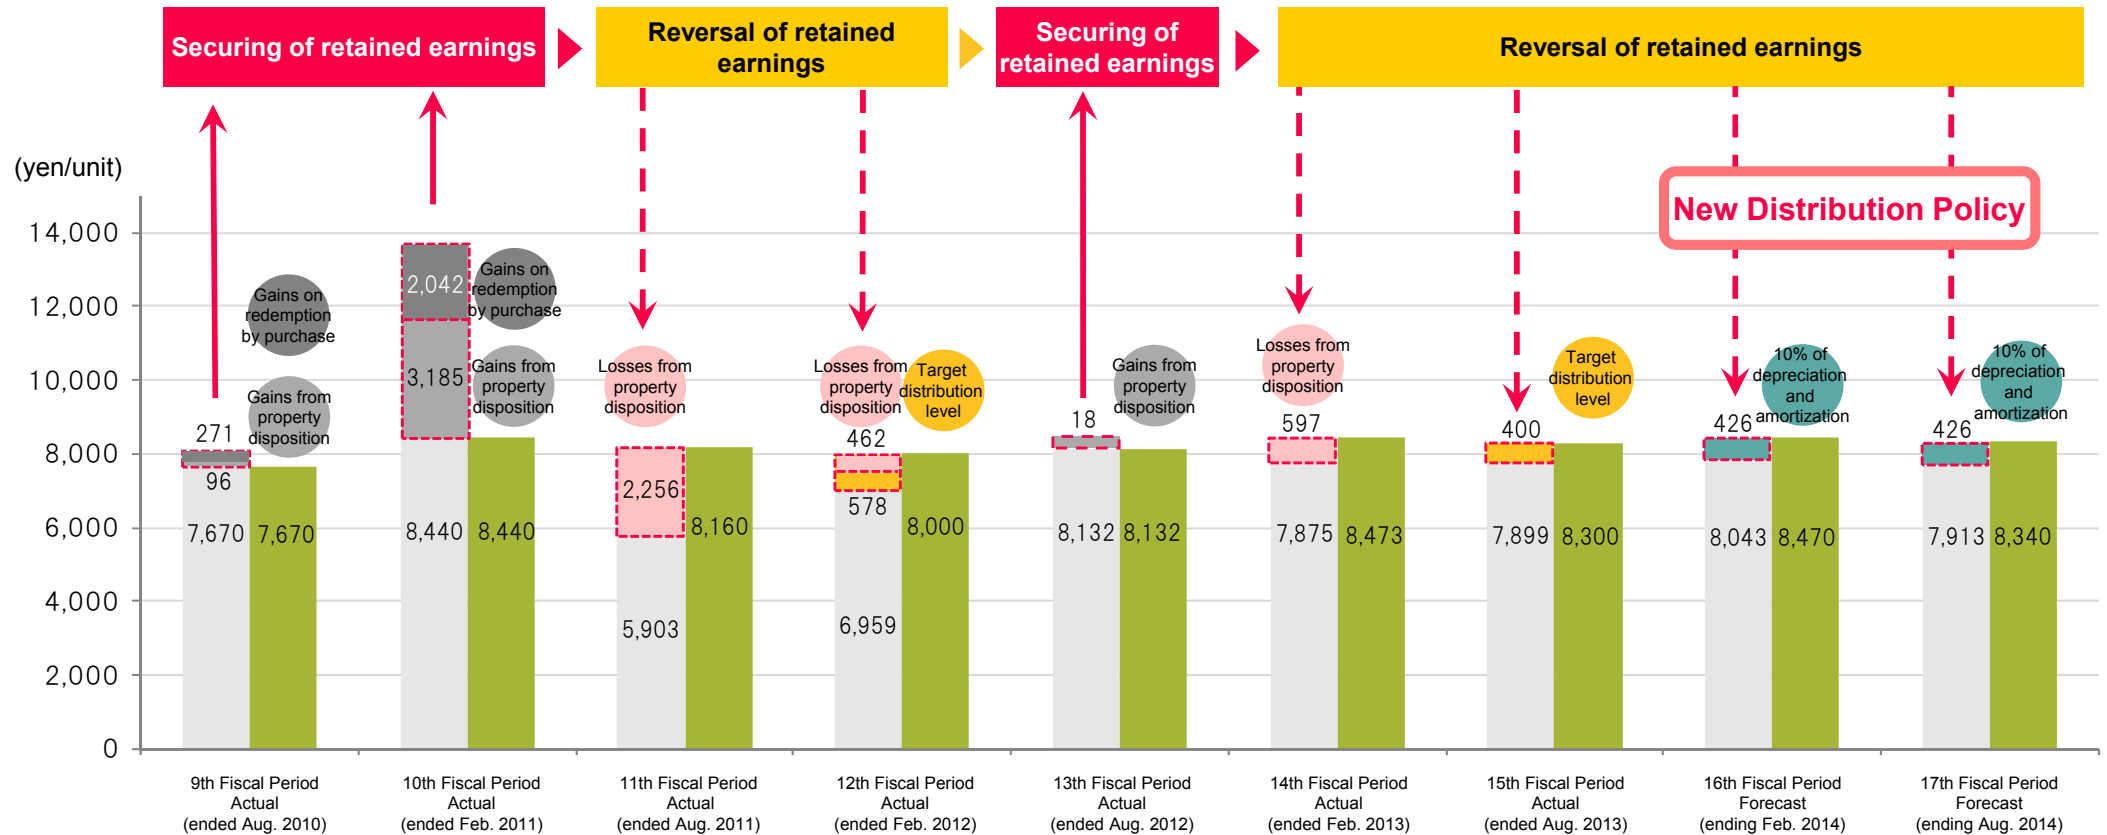 Securing of retained earnings
Reversal of retained
earnings
Securing of
retained earnings
Reversal of retained earnings
(yen/unit)
New Distribution Policy
14,000
12,000
10,000
8,000
6,000
4,000
2,000
0
Gains on
redemption
by purchase
Gains from
property
disposition
271
96
7,670
7,670
2,042
Gains on
redemption
by purchase
3,185
Gains from
property
disposition
8,440
8,440
Losses from
property
disposition
2,256
5,903
8,160
Losses from
property
disposition
Target
distribution
level
462
578
6,959
8,000
Gains from
property
disposition
18
8,132
8,132
Losses from
property
disposition
597
7,875
8,473
Target
distribution
level
400
7,899
8,300
10% of
depreciation
and
amortization
426
8,043
8,470
10% of
depreciation
and
amortization
426
7,913
8,340
9th Fiscal Period
Actual
(ended Aug. 2010)
10th Fiscal Period
Actual
(ended Feb. 2011)
11th Fiscal Period
Actual
(ended Aug. 2011)
12th Fiscal Period
Actual
(ended Feb. 2012)
13th Fiscal Period
Actual
(ended Aug. 2012)
14th Fiscal Period
Actual
(ended Feb. 2013)
15th Fiscal Period
Actual
(ended Aug. 2013)
16th Fiscal Period
Forecast
(ending Feb. 2014)
17th Fiscal Period
Forecast
(ending Aug. 2014)